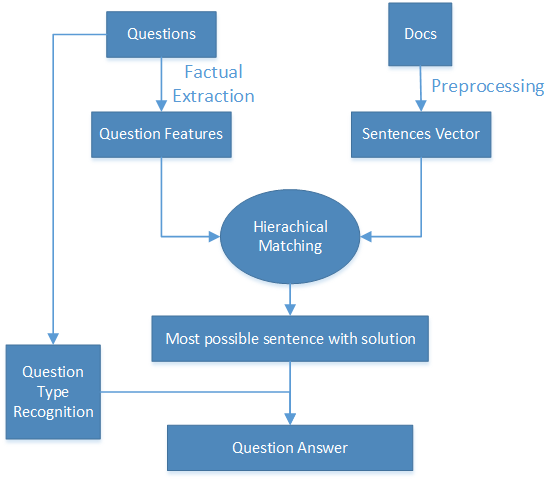 Questions
Docs
Factual
Extraction
Preprocessing
Question Features
Sentences Vector
Hierachical
Matching
Most possible sentence with solution
Question
Type
Recognition
Question Answer